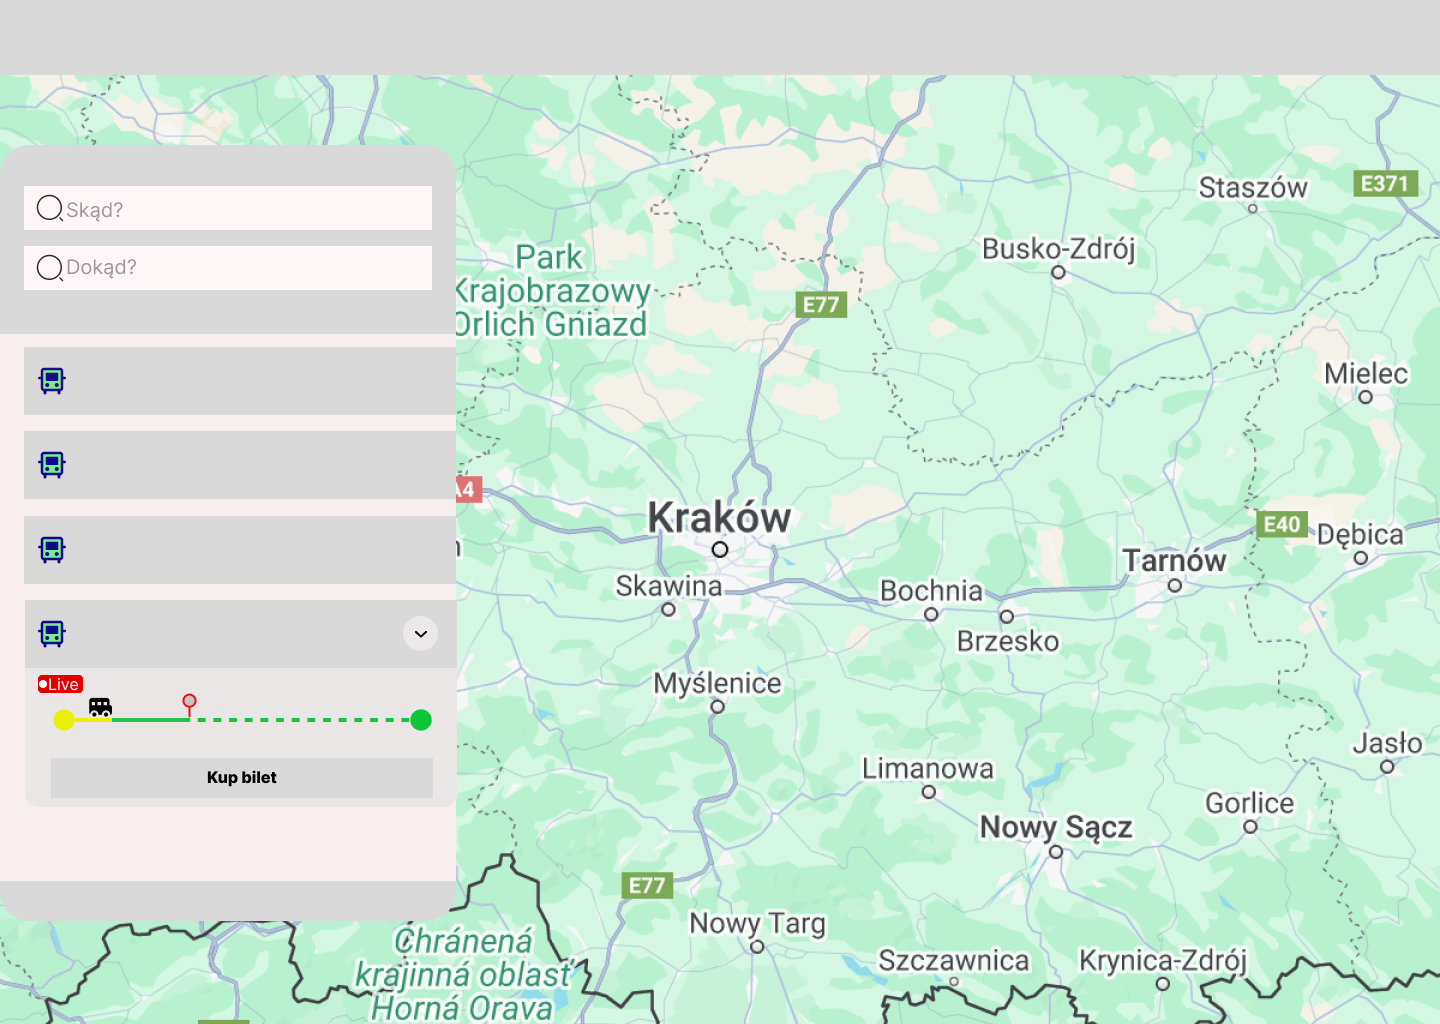 Skąd?
Dokąd?
Live
Kup bilet
Staszów
E371
Busko-Zdrój
Park
Krajobrazowy
Orlich Gniazd
E77
Mielec
A4
Kraków
E40
Dębica
Tarnów
Skawina
Bochnia
Brzesko
Myślenice
Jasło
Limanowa
Gorlice
Nowy Sącz
E77
Nowy Targ
Chránená
krajinná oblasť
Horná Orava
Szczawnica
Krynica-Zdrój